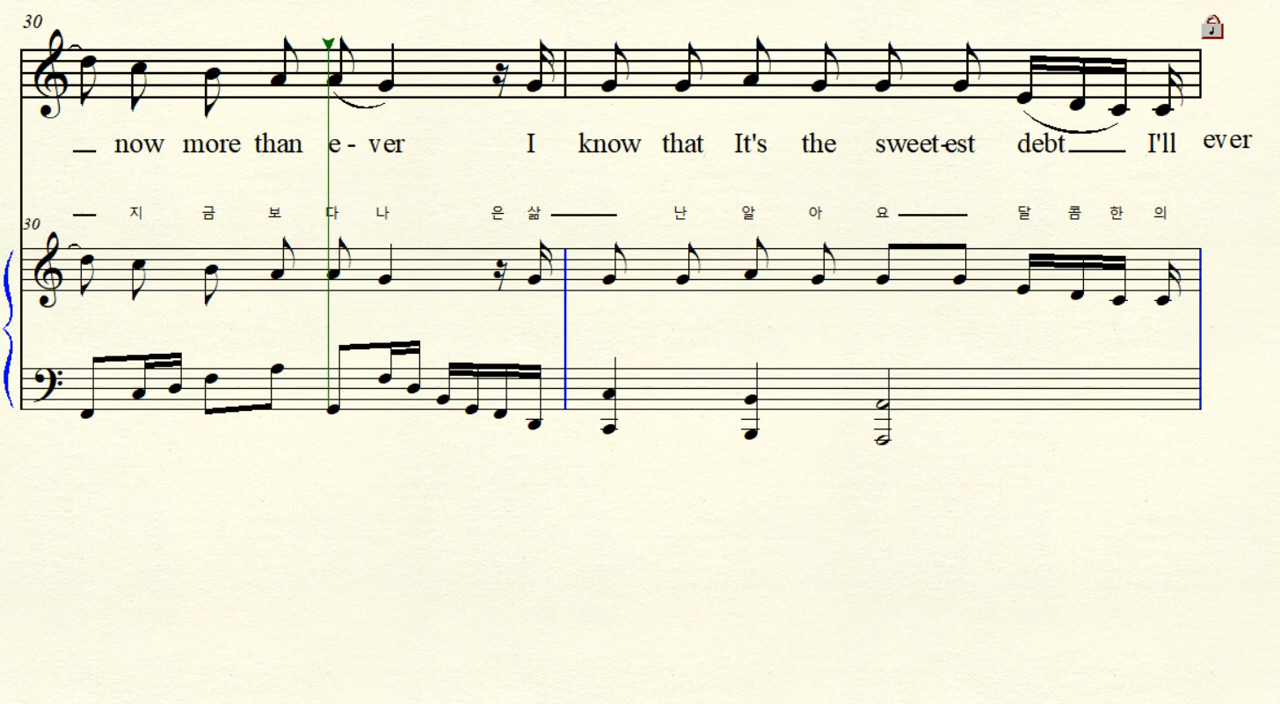 30
now more than e - ver I know that It's the sweet-est debt I'll ever
지 금 보 다 나 은 삶 난 알 아 요 달 콤 한 의
30